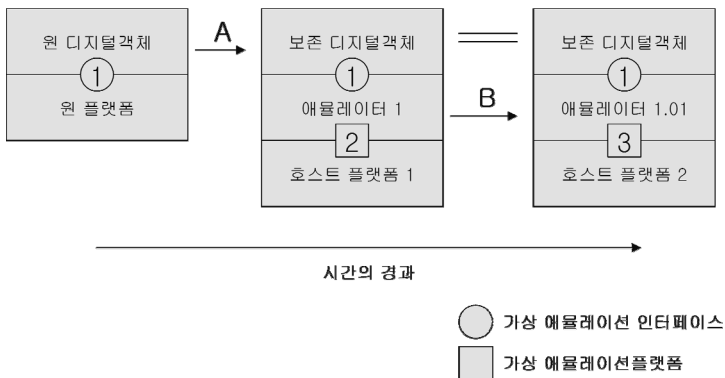 원 디지털객체
1
원 플랫폼
A
보존 디지털객체
1
애뮬레이터 1
2
호스트 플랫폼 1
B
보존 디지털객체
1
애뮬레이터 1.01
3
호스트 플랫폼 2
시간의 경과
가상 애뮬레이션 인터페이스
가상 애뮬레이션플랫폼